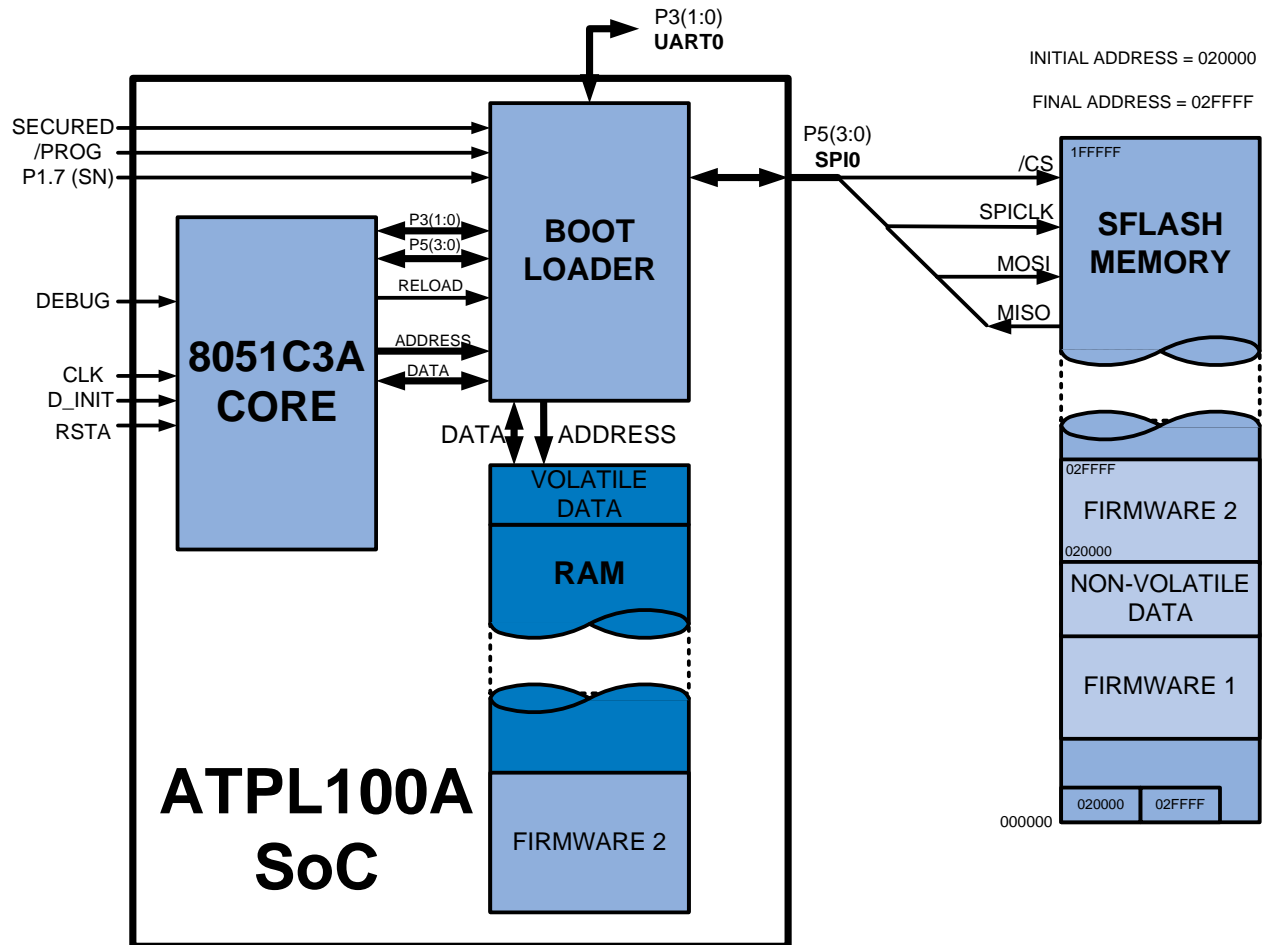 P3(1:0)
UART0
INITIAL ADDRESS = 020000
FINAL ADDRESS = 02FFFF
SECURED
/PROG
P1.7 (SN)
P3(1:0)
P5(3:0)
RELOAD
ADDRESS
DATA
BOOT
LOADER
P5(3:0)
SPI0
/CS
SPICLK
MOSI
MISO
1FFFFF
SFLASH
MEMORY
DEBUG
CLK
D_INIT
RSTA
8051C3A
CORE
DATA
ADDRESS
VOLATILE
DATA
RAM
02FFFF
FIRMWARE 2
020000
NON-VOLATILE
DATA
FIRMWARE 1
020000
02FFFF
000000
ATPL100A
SoC
FIRMWARE 2